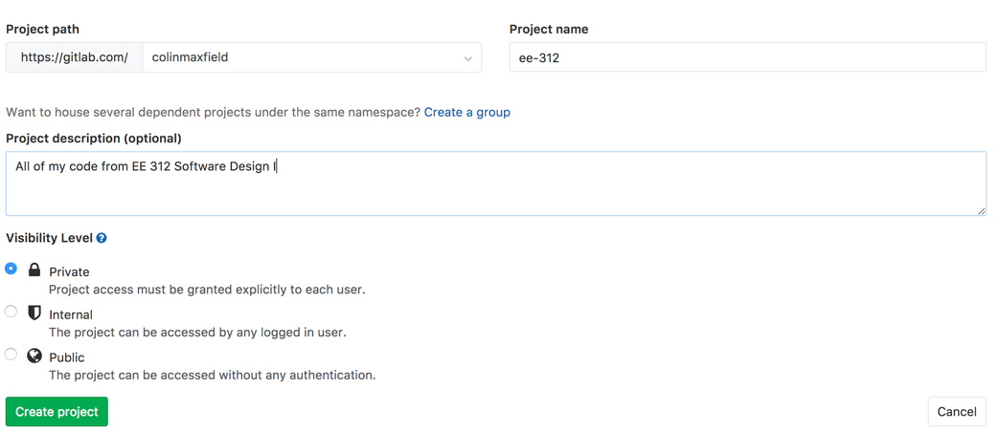 Project path
Project name
https://gitlab.com/ colinmaxfield
ee-312
Want to house several dependent projects under the same namespace? Create a group
Project description (optional)
All of my code from EE 312 Software Design I
Visibility Level ?
Private
Project access must be granted explicitly to each user.
Internal
The project can be accessed by any logged in user.
Public
The project can be accessed without any authentication.
Create project
Cancel